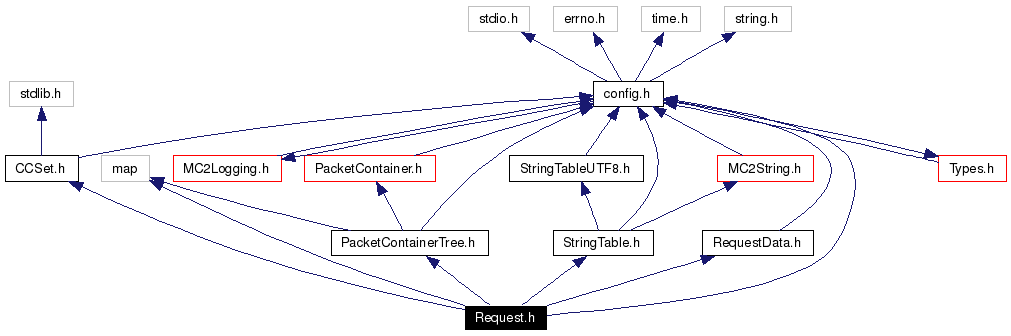 stdio.h errno.h time.h string.h
stdlib.h config.h
CCSet.h map MC2Logging.h PacketContainer.h StringTableUTF8.h MC2String.h Types.h
PacketContainerTree.h StringTable.h RequestData.h
Request.h